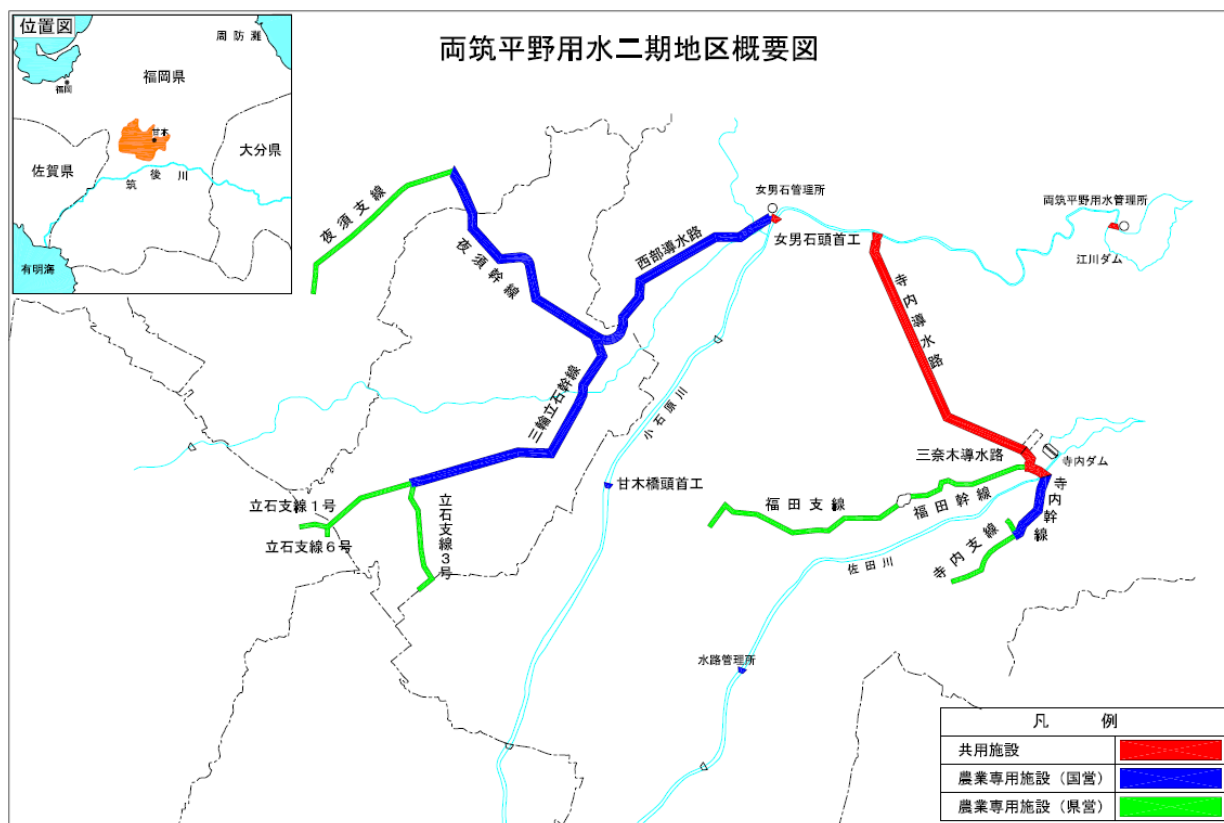 両筑平野用水二期地区概要図
位置図
周防灘
福岡県
福岡
甘木
大分県
佐賀県
筑後川
有明海
女男石管理所
両筑平野用水管理所
夜須支線
夜須幹線
西部導水路
女男石頭首工
江川ダム
寺内導水路
三輪立石幹線
小石原川
三奈木導水路
寺内ダム
甘木橋頭首工
立石支線1号
立石支線3号
立石支線6号
福田支線
福田幹線
寺内幹線
寺内支線
佐田川
水路管理所
凡 例
共用施設
農業専用施設（国営）
農業専用施設（県営）